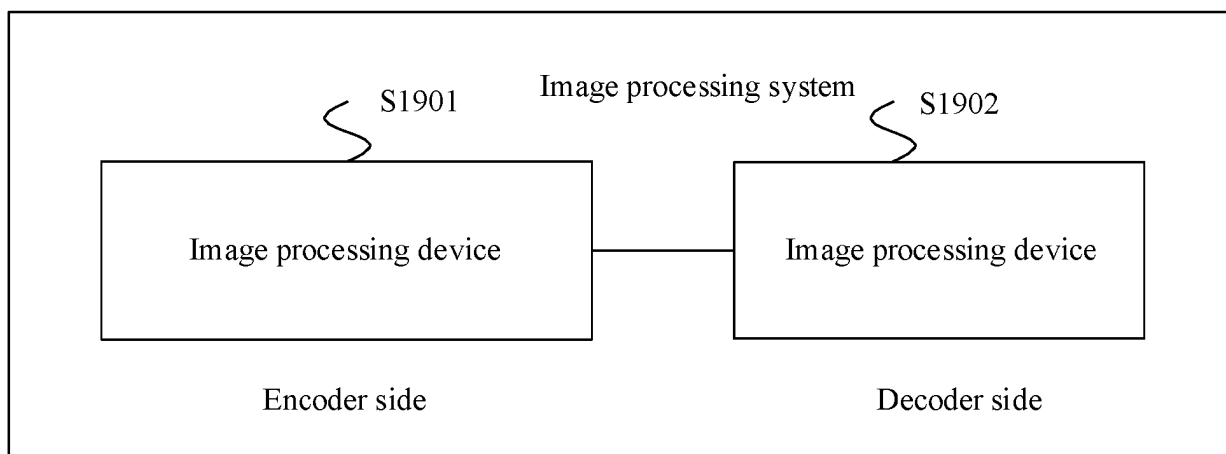 Image processing system
S1901
S1902
Image processing device
Image processing device
Encoder side
Decoder side